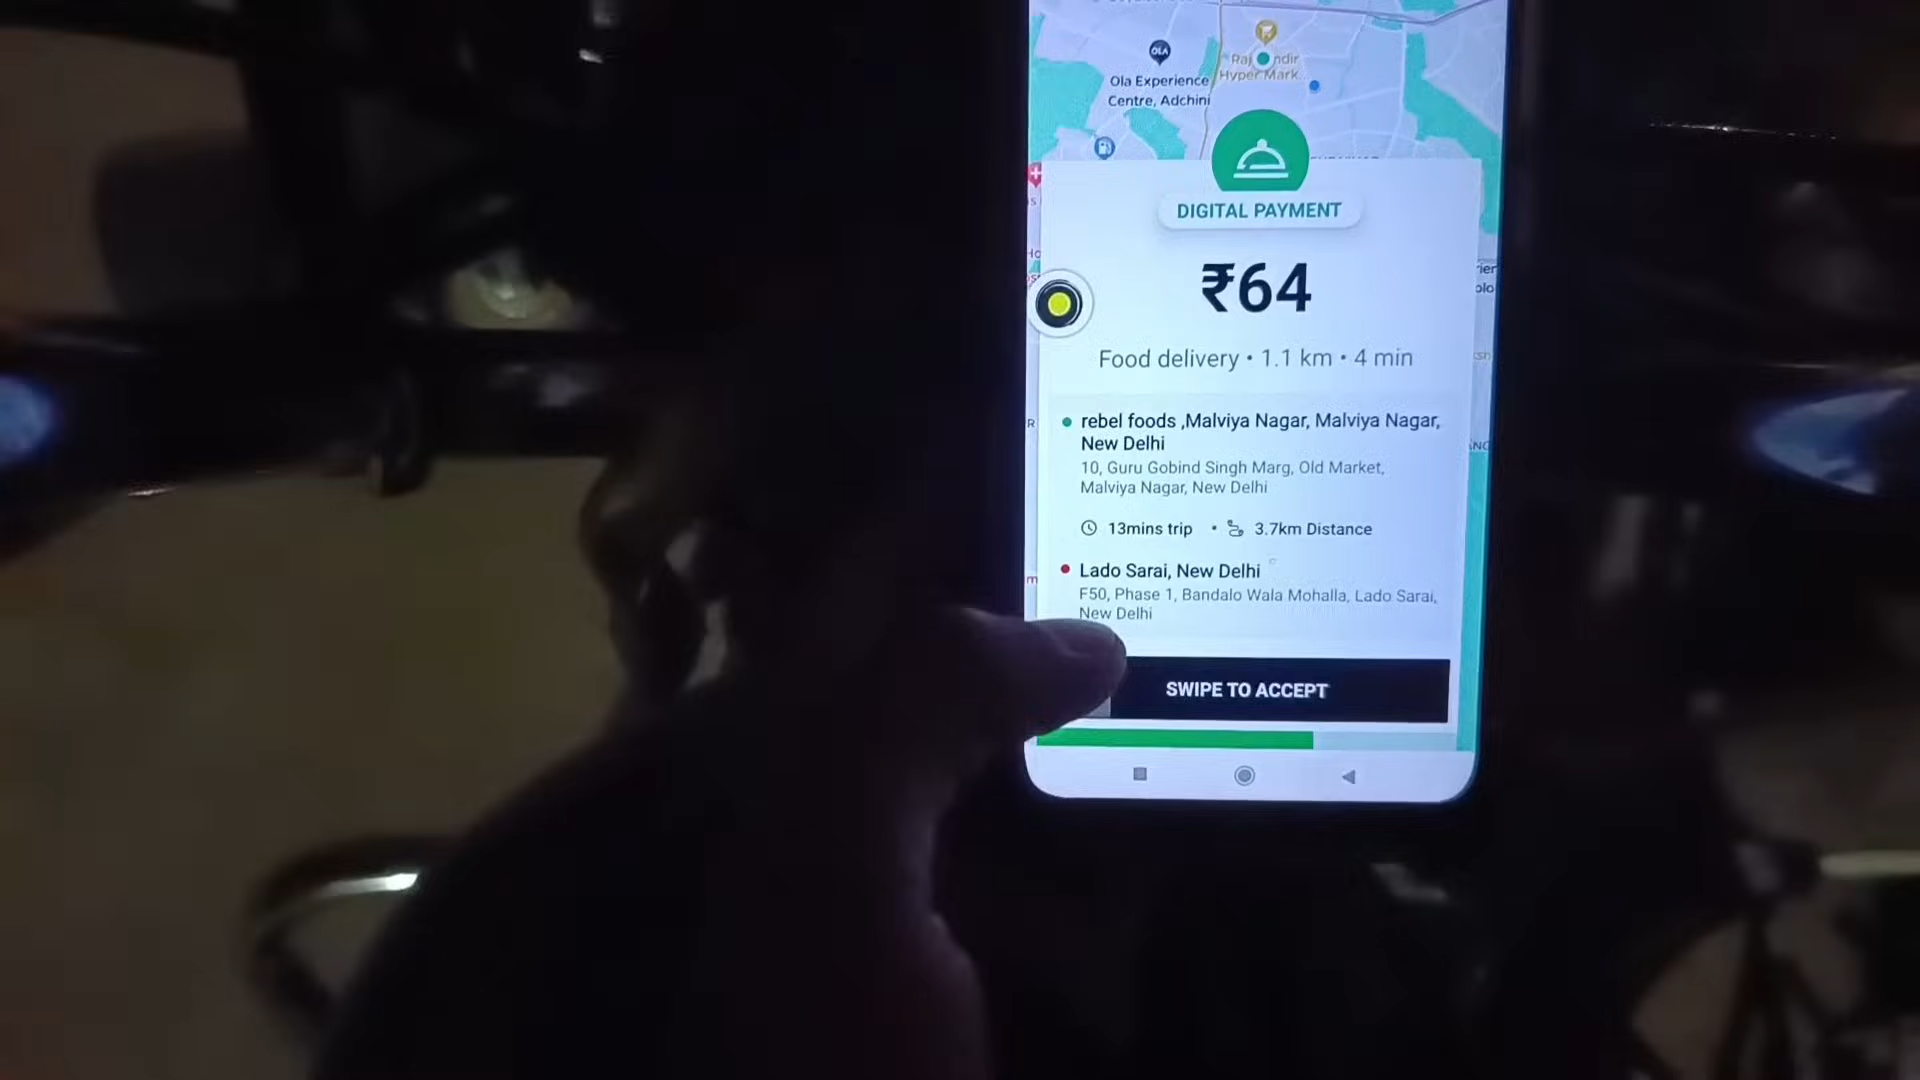 OLA
Ola Experience
Centre, Adchini
Hyper Mark...
DIGITAL PAYMENT
₹64
Food delivery • 1.1 km • 4 min
rebel foods ,Malviya Nagar, Malviya Nagar,
New Delhi
10, Guru Gobind Singh Marg, Old Market,
Malviya Nagar, New Delhi
13mins trip • 3.7km Distance
Lado Sarai, New Delhi
F50, Phase 1, Bandalo Wala Mohalla, Lado Sarai,
New Delhi
SWIPE TO ACCEPT